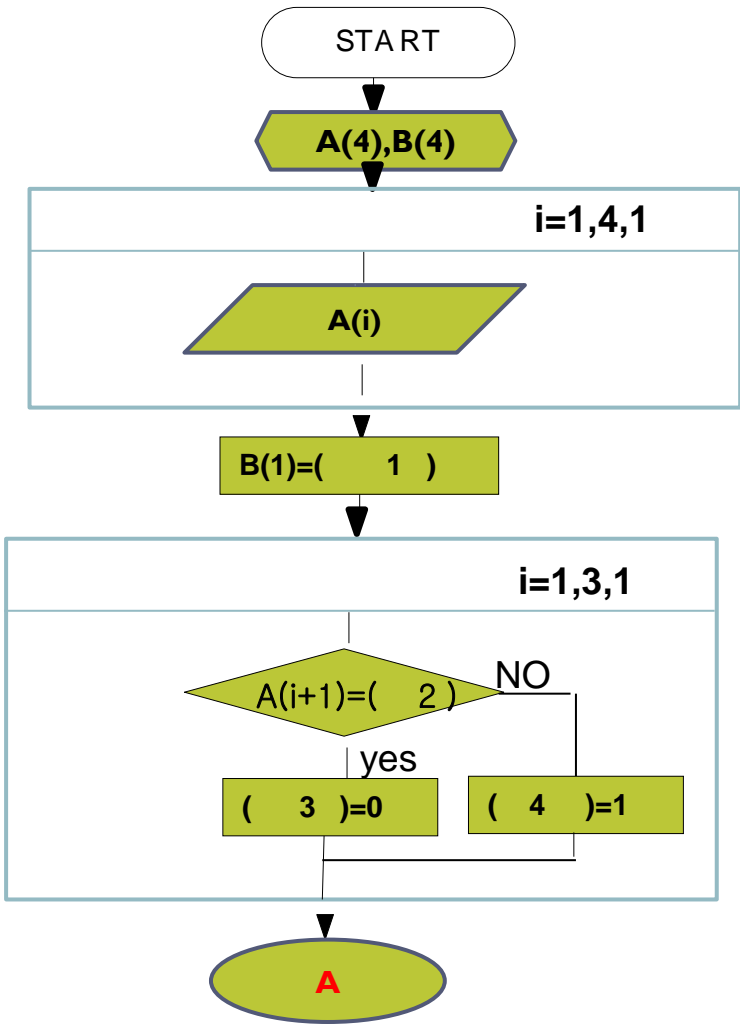 START
A(4),B(4)
i=1,4,1
A(i)
B(1)=( 1 )
i=1,3,1
A(i+1)=( 2 )
NO
yes
( 3 )=0
( 4 )=1
A